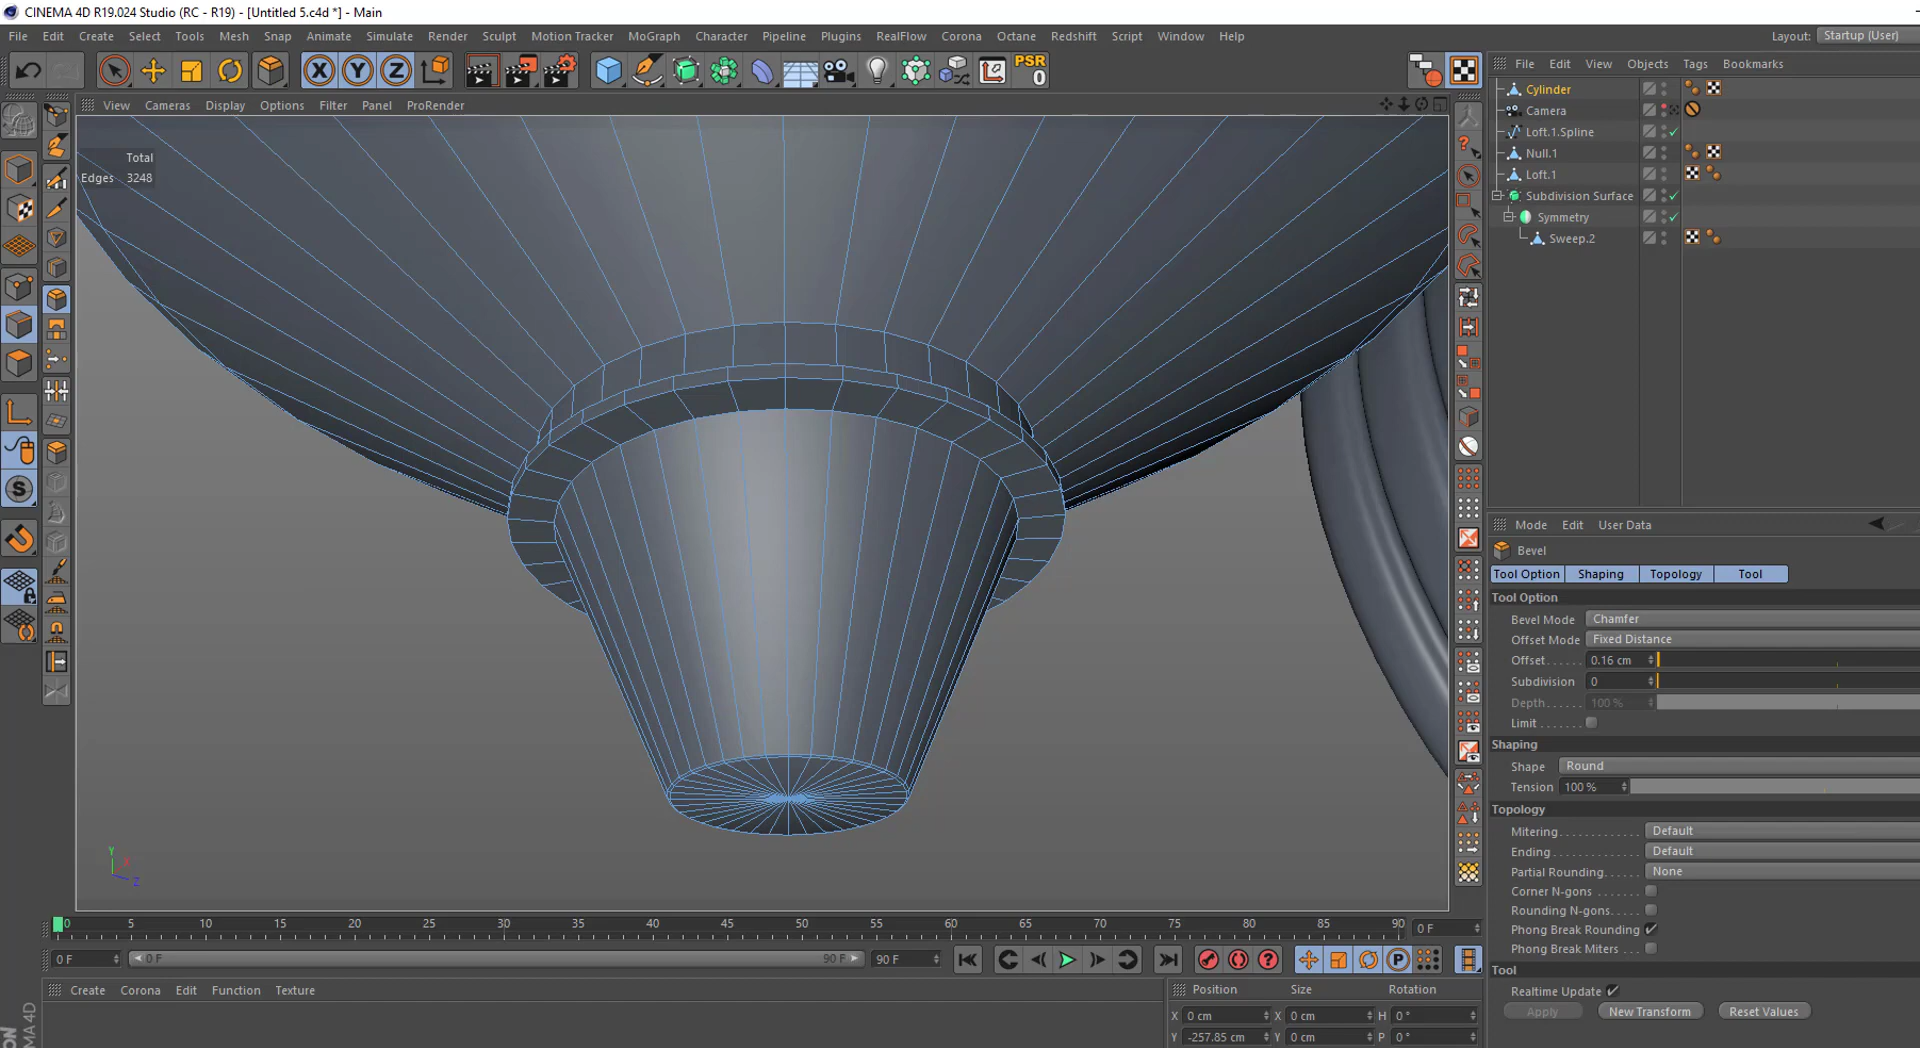 CINEMA 4D R19.024 Studio (RC - R19) - [Untitled 5.c4d *] - Main
File Edit Create Select Tools Mesh Snap Animate Simulate Render Sculpt Motion Tracker MoGraph Character Pipeline Plugins RealFlow Corona Octane Redshift Script Window Help
Layout: Startup (User)
X Y Z PSR 0
File Edit View Objects Tags Bookmarks
View Cameras Display Options Filter Panel ProRender
Total
Edges 3248
Cylinder
Camera
Loft.1.Spline
Null.1
Loft.1
Subdivision Surface
Symmetry
Sweep.2
S
Y
X
Z
Mode Edit User Data
Bevel
Tool Option Shaping Topology Tool
Tool Option
Bevel Mode Chamfer
Offset Mode Fixed Distance
Offset...... 0.16 cm
Subdivision 0
Depth..... 100 %
Limit.......
Shaping
Shape Round
Tension 100 %
Topology
Mitering............ Default
Ending............. Default
Partial Rounding...... None
Corner N-gons.......
Rounding N-gons.....
Phong Break Rounding
Phong Break Miters...
Tool
Realtime Update
Apply New Transform Reset Values
0 5 10 15 20 25 30 35 40 45 50 55 60 65 70 75 80 85 90 0 F
0 F 0 F 90 F 90 F
P
Create Corona Edit Function Texture
Position Size Rotation
X 0 cm X 0 cm H 0 °
Y -257.85 cm Y 0 cm P 0 °